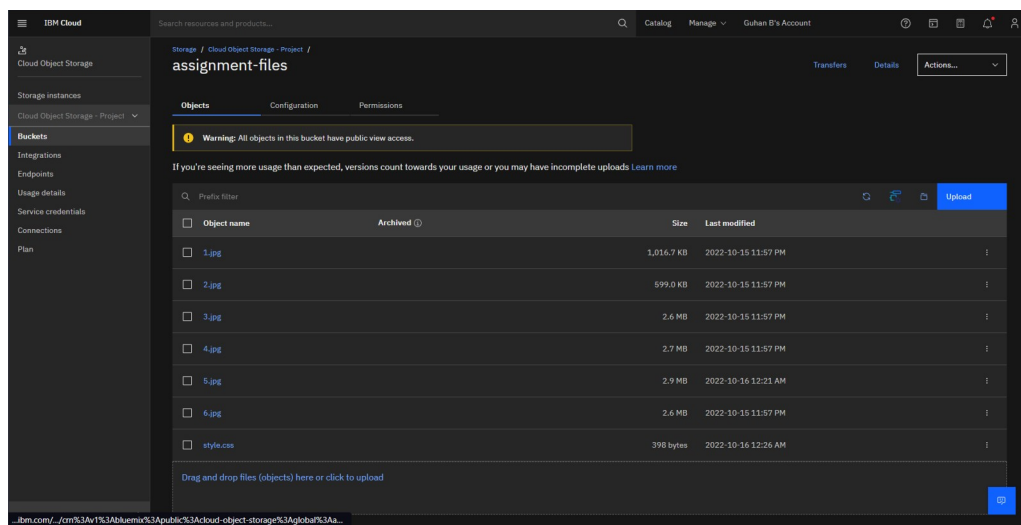 IBM Cloud
Search resources and products...
Catalog
Manage
Guhan B's Account
Cloud Object Storage
Storage instances
Cloud Object Storage - Project
Buckets
Integrations
Endpoints
Usage details
Service credentials
Connections
Plan
Storage / Cloud Object Storage - Project /
assignment-files
Transfers
Details
Actions...
Objects
Configuration
Permissions
Warning: All objects in this bucket have public view access.
If you're seeing more usage than expected, versions count towards your usage or you may have incomplete uploads Learn more
Prefix filter
Upload
Object name Archived Size Last modified
1.jpg 1,016.7 KB 2022-10-15 11:57 PM
2.jpg 599.0 KB 2022-10-15 11:57 PM
3.jpg 2.6 MB 2022-10-15 11:57 PM
4.jpg 2.7 MB 2022-10-15 11:57 PM
5.jpg 2.9 MB 2022-10-16 12:21 AM
6.jpg 2.6 MB 2022-10-15 11:57 PM
style.css 398 bytes 2022-10-16 12:26 AM
Drag and drop files (objects) here or click to upload
...ibm.com/.../crn%3Av1%3Abluemix%3Apublic%3Acloud-object-storage%3Aglobal%3Aa...